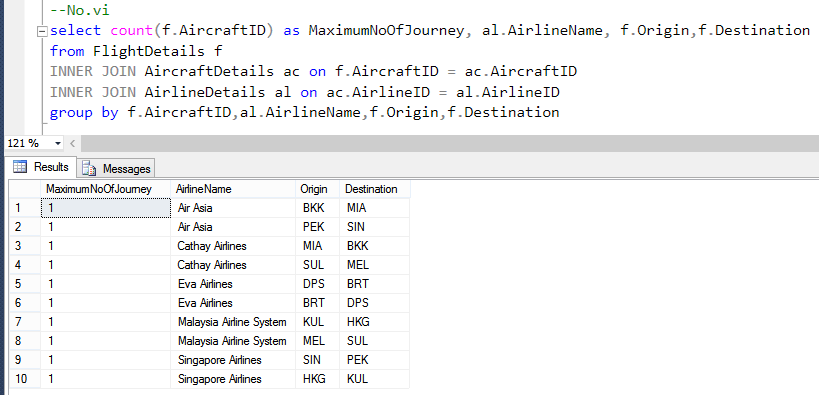 --No.vi
select count(f.AircraftID) as MaximumNoOfJourney, al.AirlineName, f.Origin,f.Destination
from FlightDetails f
INNER JOIN AircraftDetails ac on f.AircraftID = ac.AircraftID
INNER JOIN AirlineDetails al on ac.AirlineID = al.AirlineID
group by f.AircraftID,al.AirlineName,f.Origin,f.Destination
121 %
Results Messages
MaximumNoOfJourney AirlineName Origin Destination
1 1 Air Asia BKK MIA
2 1 Air Asia PEK SIN
3 1 Cathay Airlines MIA BKK
4 1 Cathay Airlines SUL MEL
5 1 Eva Airlines DPS BRT
6 1 Eva Airlines BRT DPS
7 1 Malaysia Airline System KUL HKG
8 1 Malaysia Airline System MEL SUL
9 1 Singapore Airlines SIN PEK
10 1 Singapore Airlines HKG KUL